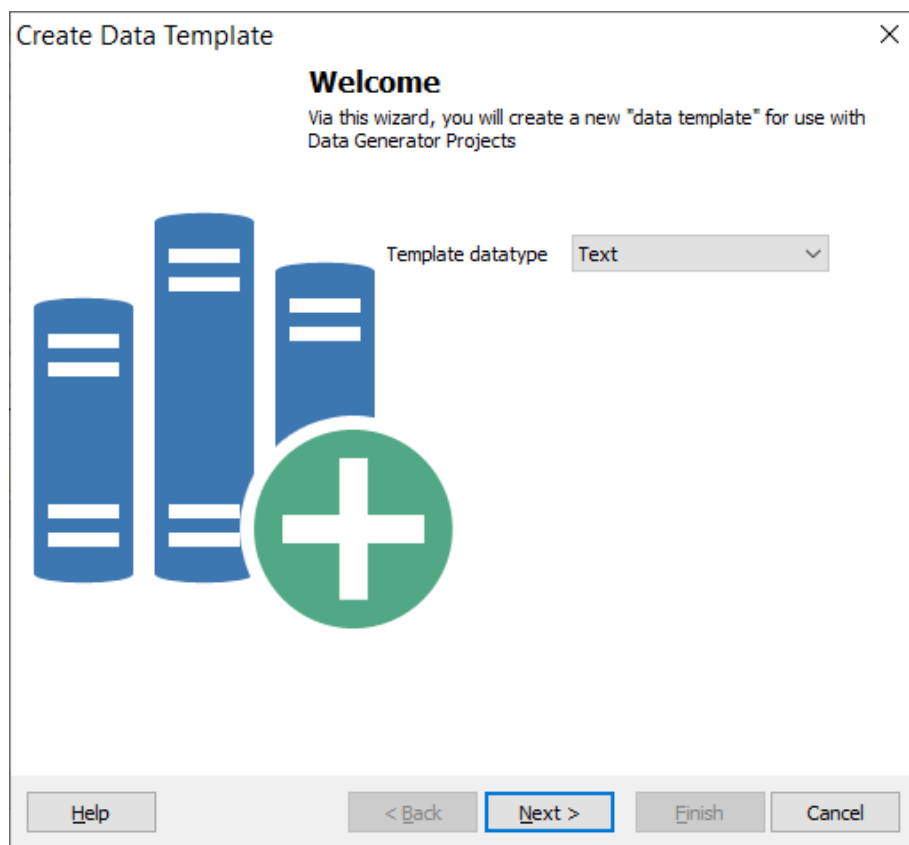 Create Data Template
Welcome
Via this wizard, you will create a new "data template" for use with
Data Generator Projects
Template datatype Text
Help < Back Next > Finish Cancel